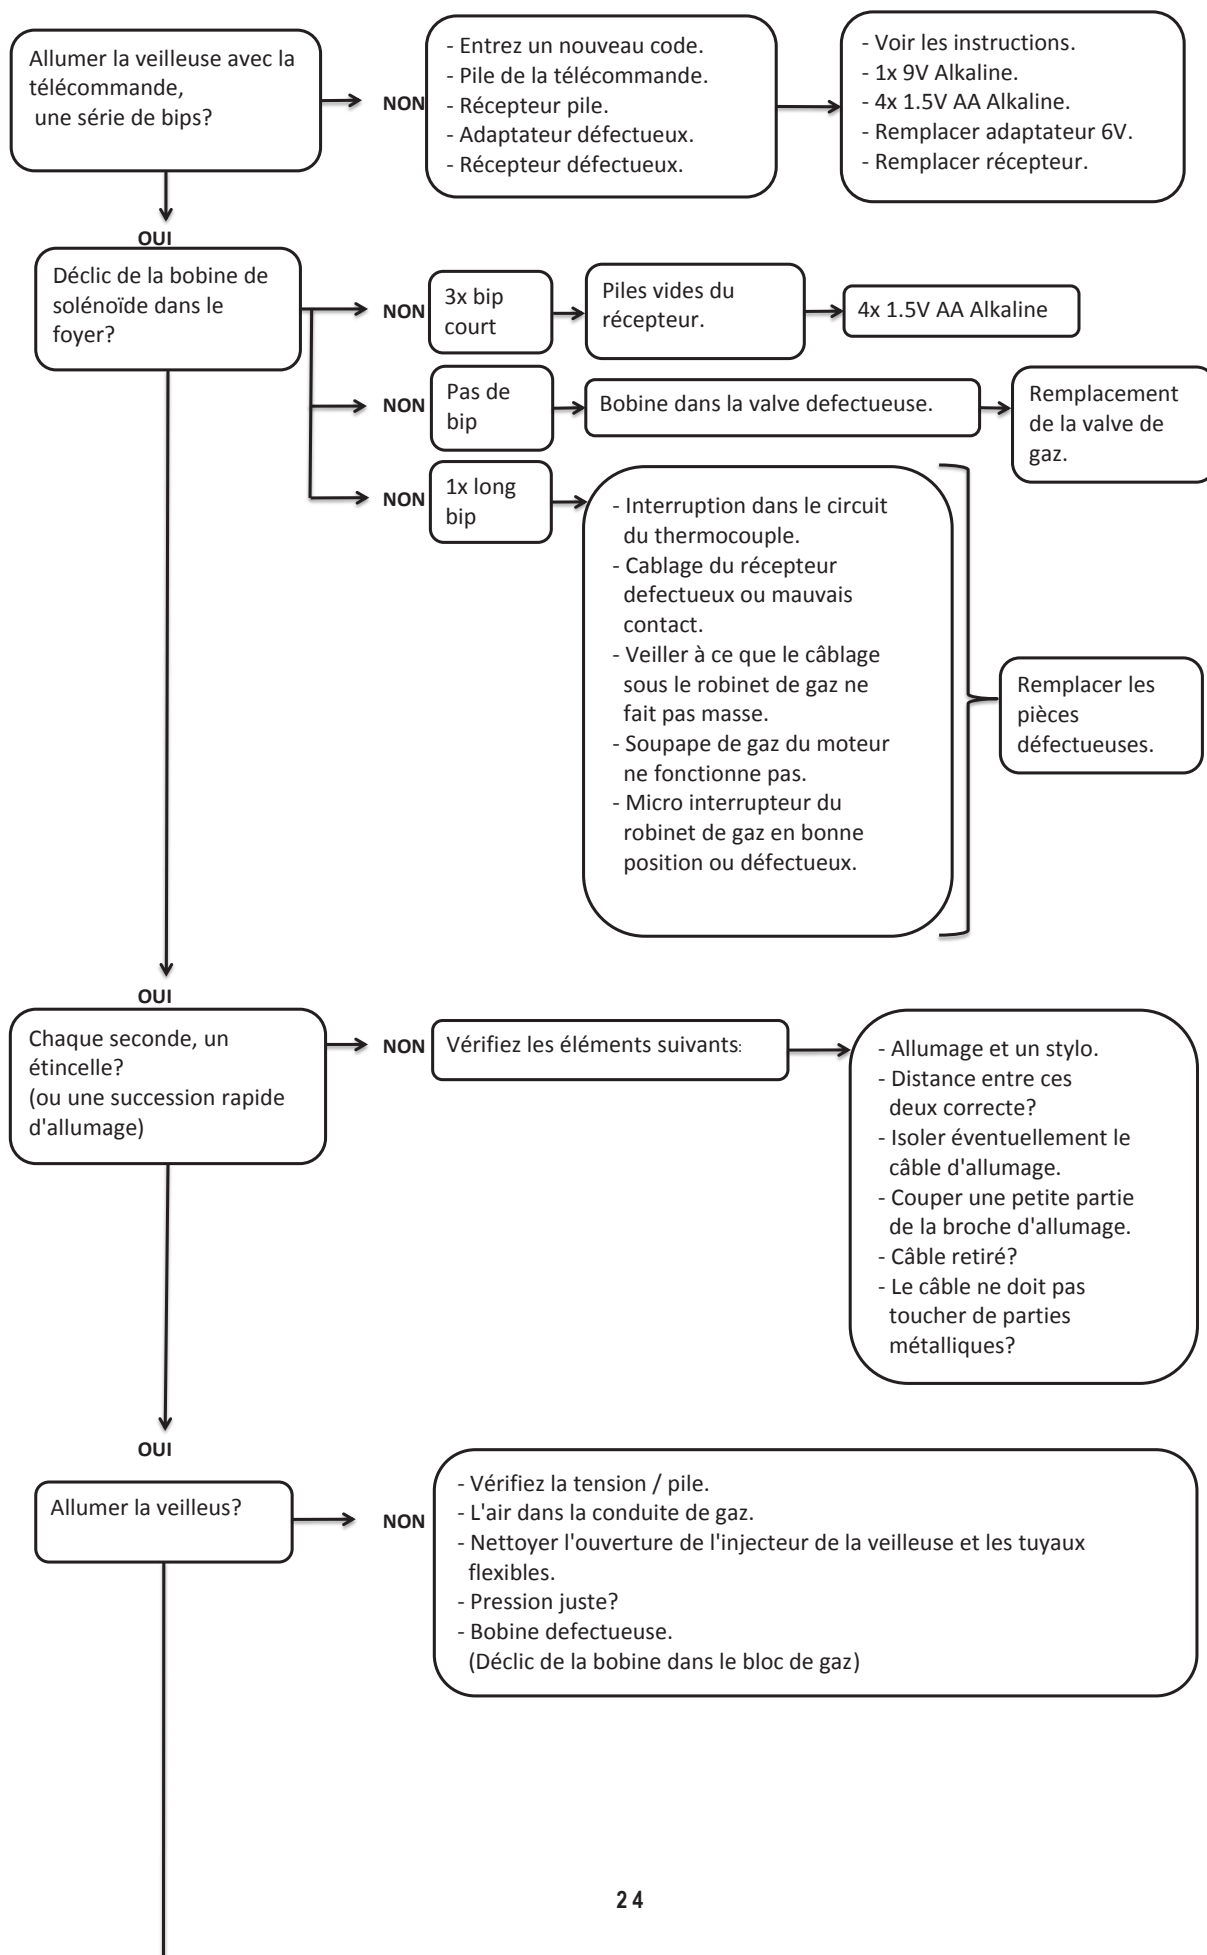 Allumer la veilleuse avec la
télécommande,
une série de bips?
NON
- Entrez un nouveau code.
- Pile de la télécommande.
- Récepteur pile.
- Adaptateur défectueux.
- Récepteur défectueux.
- Voir les instructions.
- 1x 9V Alkaline.
- 4x 1.5V AA Alkaline.
- Remplacer adaptateur 6V.
- Remplacer récepteur.
OUI
Déclic de la bobine de
solénoïde dans le
foyer?
NON
3x bip
court
Piles vides du
récepteur.
4x 1.5V AA Alkaline
NON
Pas de
bip
Bobine dans la valve defectueuse.
Remplacement
de la valve de
gaz.
NON
1x long
bip
- Interruption dans le circuit
du thermocouple.
- Cablage du récepteur
defectueux ou mauvais
contact.
- Veiller à ce que le câblage
sous le robinet de gaz ne
fait pas masse.
- Soupape de gaz du moteur
ne fonctionne pas.
- Micro interrupteur du
robinet de gaz en bonne
position ou défectueux.
Remplacer les
pièces
défectueuses.
OUI
Chaque seconde, un
étincelle?
(ou une succession rapide
d'allumage)
NON
Vérifiez les éléments suivants:
- Allumage et un stylo.
- Distance entre ces
deux correcte?
- Isoler éventuellement le
câble d'allumage.
- Couper une petite partie
de la broche d'allumage.
- Câble retiré?
- Le câble ne doit pas
toucher de parties
métalliques?
OUI
Allumer la veilleus?
NON
- Vérifiez la tension / pile.
- L'air dans la conduite de gaz.
- Nettoyer l'ouverture de l'injecteur de la veilleuse et les tuyaux
flexibles.
- Pression juste?
- Bobine defectueuse.
(Déclic de la bobine dans le bloc de gaz)
24